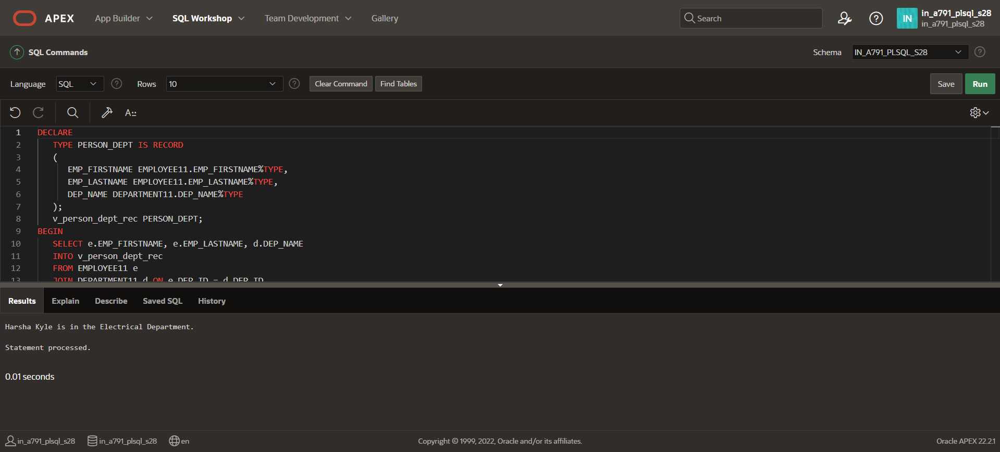 APEX App Builder SQL Workshop Team Development Gallery Search IN in_a791_plsql_s28
in_a791_plsql_s28
SQL Commands Schema IN_A791_PLSQL_S28
Language SQL Rows 10 Clear Command Find Tables Save Run
A::
1 DECLARE
2 TYPE PERSON_DEPT IS RECORD
3 (
4 EMP_FIRSTNAME EMPLOYEE11.EMP_FIRSTNAME%TYPE,
5 EMP_LASTNAME EMPLOYEE11.EMP_LASTNAME%TYPE,
6 DEP_NAME DEPARTMENT11.DEP_NAME%TYPE
7 );
8 v_person_dept_rec PERSON_DEPT;
9 BEGIN
10 SELECT e.EMP_FIRSTNAME, e.EMP_LASTNAME, d.DEP_NAME
11 INTO v_person_dept_rec
12 FROM EMPLOYEE11 e
13 JOIN DEPARTMENT11 d ON e.DEP_ID = d.DEP_ID
Results Explain Describe Saved SQL History
Harsha Kyle is in the Electrical Department.
Statement processed.
0.01 seconds
in_a791_plsql_s28 in_a791_plsql_s28 en Copyright © 1999, 2022, Oracle and/or its affiliates. Oracle APEX 22.2.1